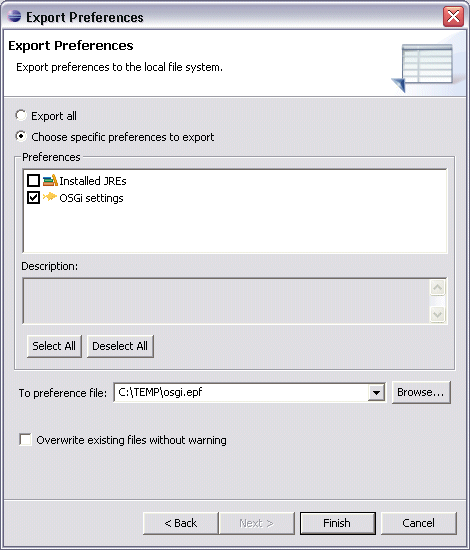 Export Preferences
Export Preferences
Export preferences to the local file system.
Export all
Choose specific preferences to export
Preferences
Installed JREs
OSGi settings
Description:
Select All Deselect All
To preference file: C:\TEMP\osgi.epf Browse...
Overwrite existing files without warning
< Back Next > Finish Cancel